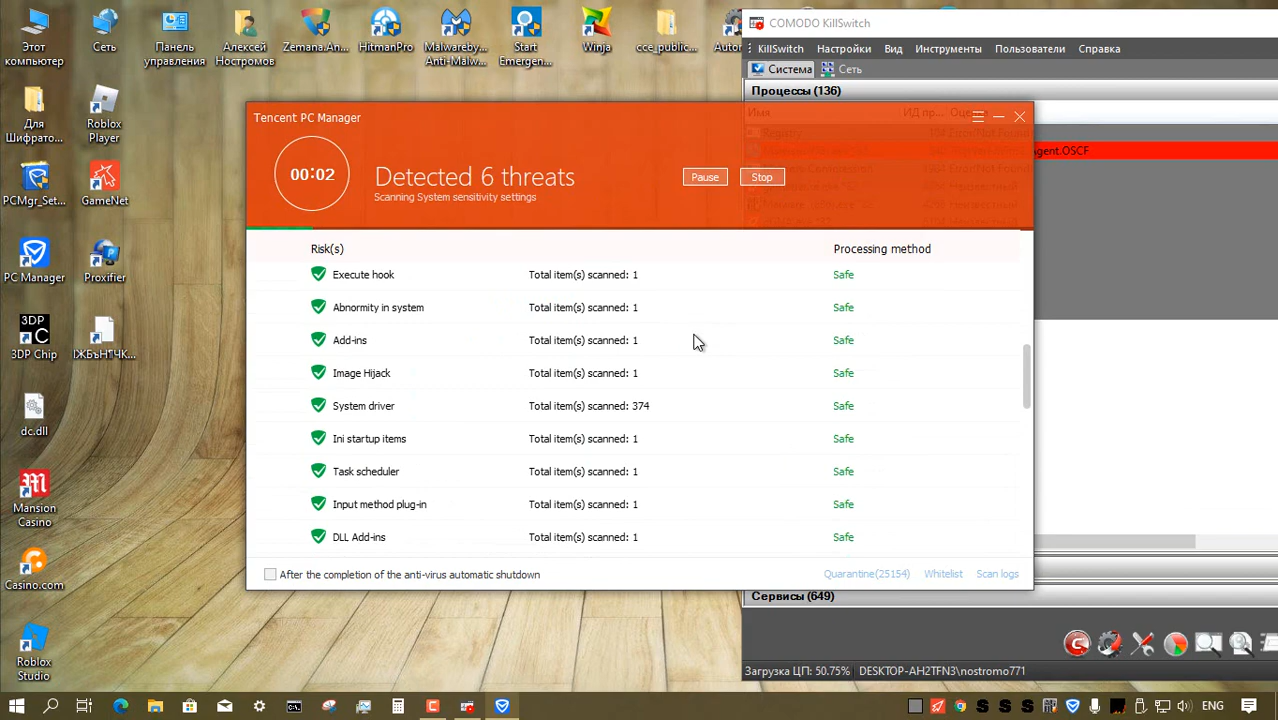 Этот
компьютер
Сеть
Панель
управления
Алексей
Ностромов
Zemana.An...
HitmanPro
Malwareby...
Anti-Malw...
Start
Emergen...
Winja
cce_public...
Для
Шифрато...
Roblox
Player
PCMgr_Set...
GameNet
PC Manager
Proxifier
3DP Chip
dc.dll
Mansion
Casino
Casino.com
Roblox
Studio
COMODO KillSwitch
KillSwitch Настройки Вид Инструменты Пользователи Справка
Система Сеть
Процессы (136)
Имя ИД пр...
Registry
Agent.OSCF
Tencent PC Manager
00:02
Detected 6 threats
Scanning System sensitivity settings
Pause Stop
Risk(s) Processing method
Execute hook Total item(s) scanned: 1 Safe
Abnormity in system Total item(s) scanned: 1 Safe
Add-ins Total item(s) scanned: 1 Safe
Image Hijack Total item(s) scanned: 1 Safe
System driver Total item(s) scanned: 374 Safe
Ini startup items Total item(s) scanned: 1 Safe
Task scheduler Total item(s) scanned: 1 Safe
Input method plug-in Total item(s) scanned: 1 Safe
DLL Add-ins Total item(s) scanned: 1 Safe
After the completion of the anti-virus automatic shutdown Quarantine(25154) Whitelist Scan logs
Сервисы (649)
Загрузка ЦП: 50.75% DESKTOP-AH2TFN3\nostromo771
ENG